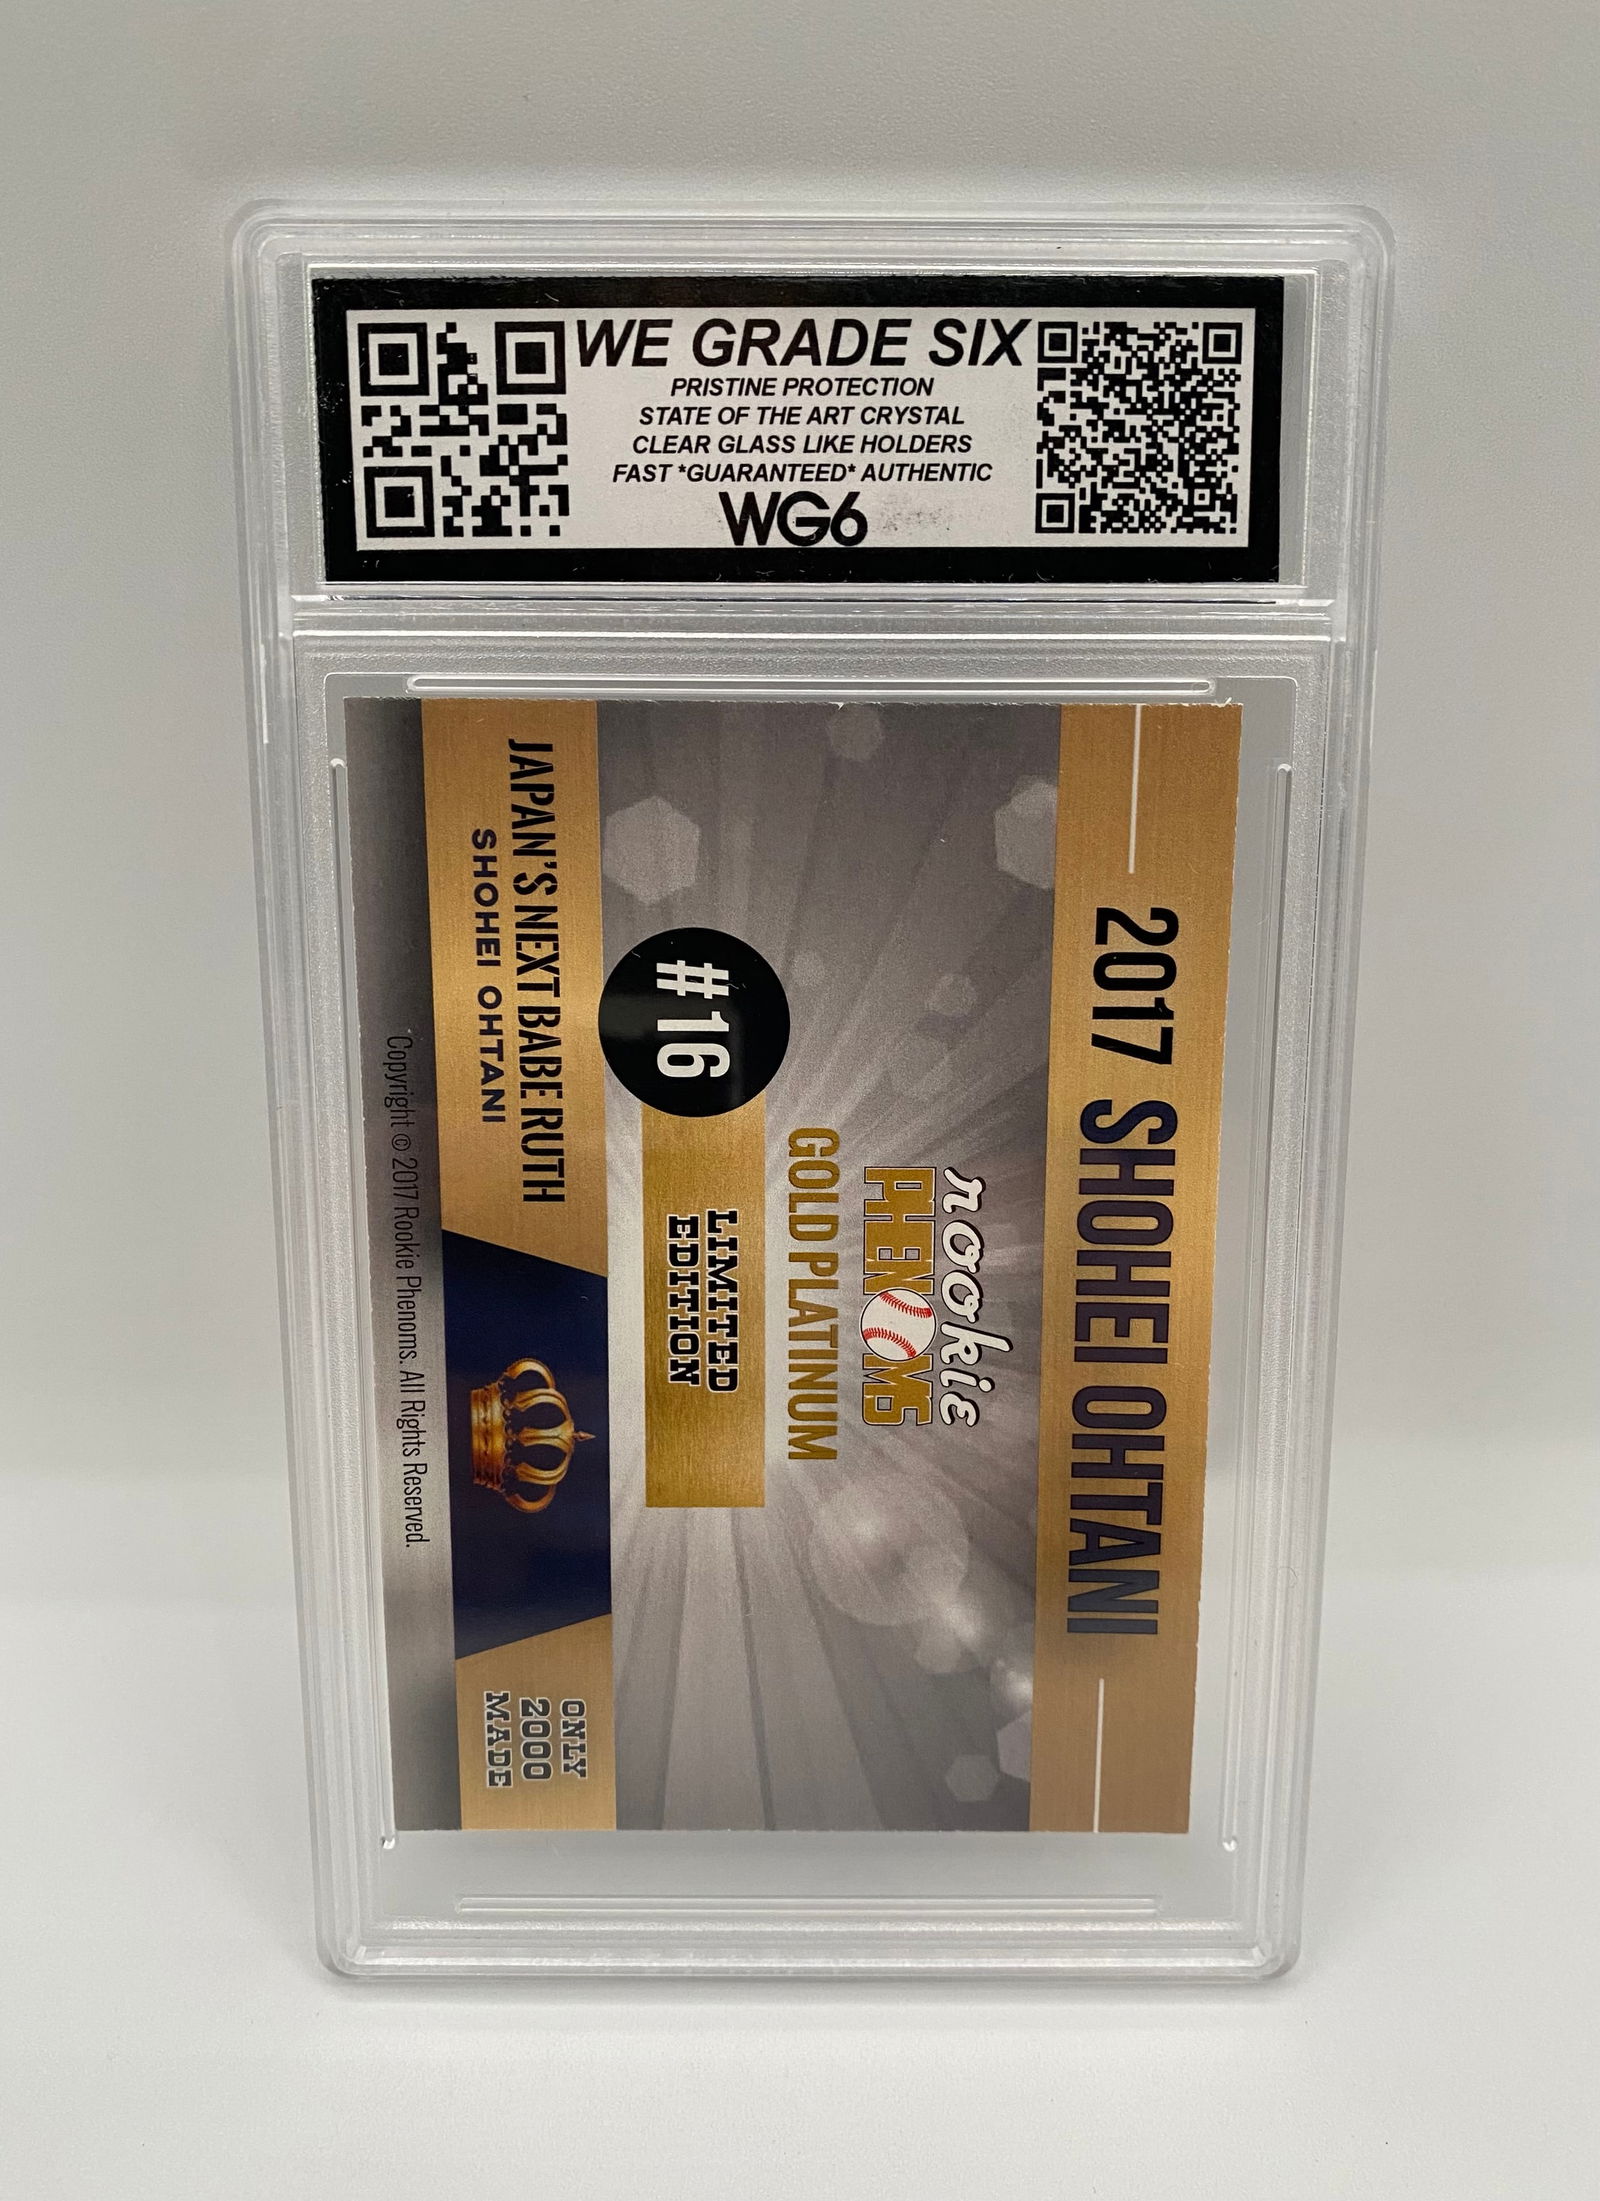 WE GRADE SIX
PRISTINE PROTECTION
STATE OF THE ART CRYSTAL
CLEAR GLASS LIKE HOLDERS
FAST *GUARANTEED* AUTHENTIC
WG6
2017 SHOHEI OHTANI
rookie
PHENOMS
GOLD PLATINUM
#16
LIMITED
EDITION
JAPAN'S NEXT BABE RUTH
SHOHEI OHTANI
ONLY
2000
MADE
Copyright © 2017 Rookie Phenoms. All Rights Reserved.